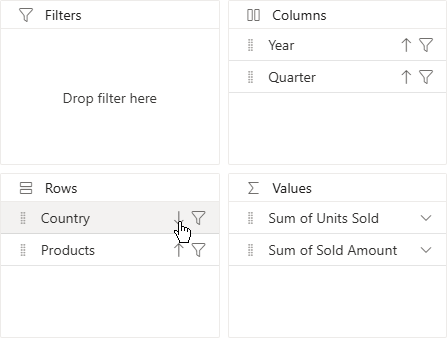 Filters
Drop filter here
Columns
Year
Quarter
Rows
Country
Products
Values
Sum of Units Sold
Sum of Sold Amount